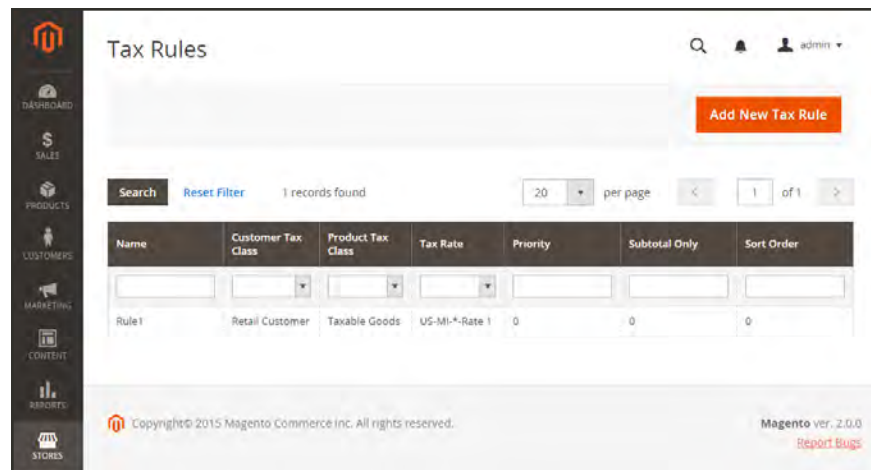 Tax Rules
admin
DASHBOARD
SALES
PRODUCTS
CUSTOMERS
MARKETING
CONTENT
REPORTS
STORES
Add New Tax Rule
Search Reset Filter 1 records found 20 per page 1 of 1
Name Customer Tax Class Product Tax Class Tax Rate Priority Subtotal Only Sort Order
Rule1 Retail Customer Taxable Goods US-MI-*-Rate 1 0 0 0
Copyright© 2015 Magento Commerce Inc. All rights reserved.
Magento ver. 2.0.0
Report Bugs